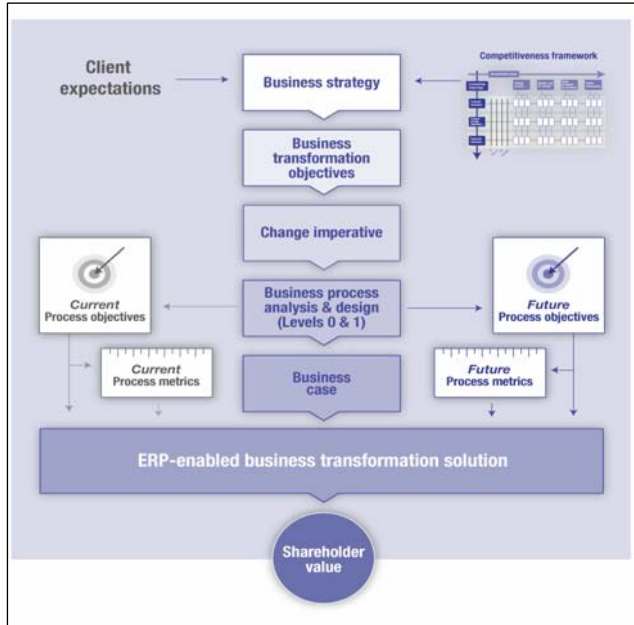 Client
expectations
Business strategy
Competitiveness framework
Business
transformation
objectives
Change imperative
Current
Process objectives
Business process
analysis & design
(Levels 0 & 1)
Future
Process objectives
Current
Process metrics
Business
case
Future
Process metrics
ERP-enabled business transformation solution
Shareholder
value